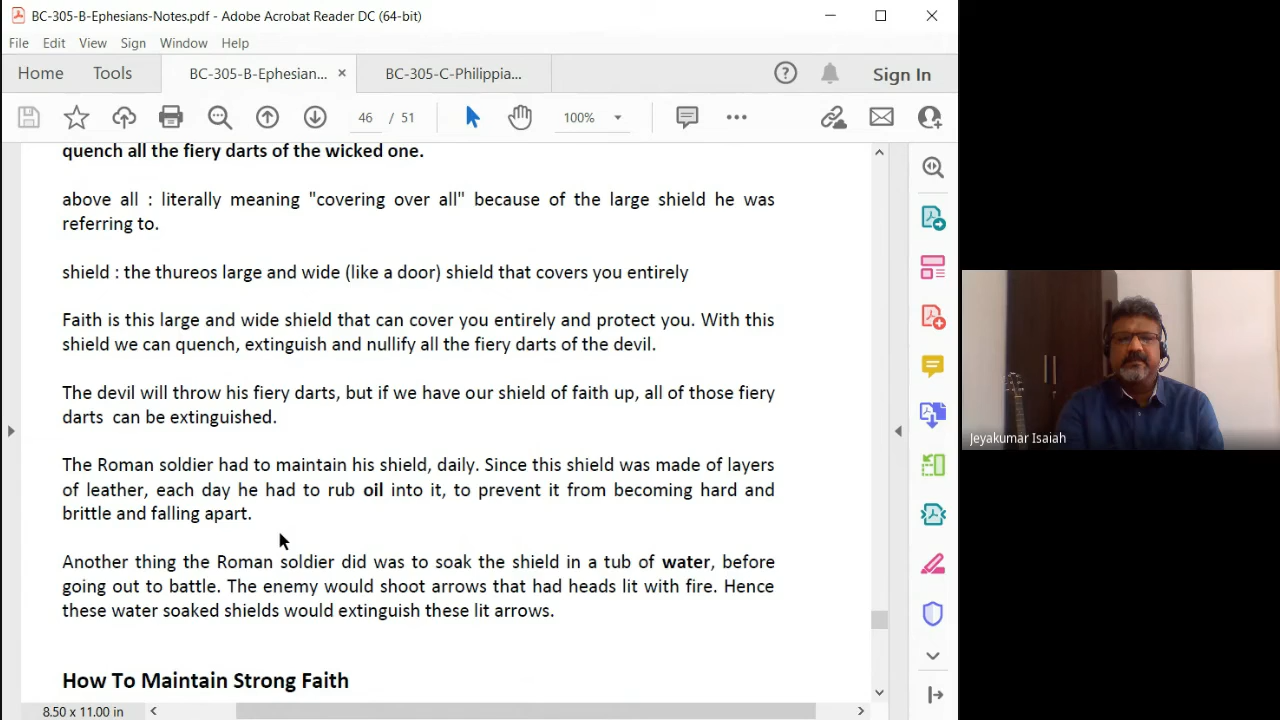 BC-305-B-Ephesians-Notes.pdf - Adobe Acrobat Reader DC (64-bit)
File Edit View Sign Window Help
Home Tools BC-305-B-Ephesian... × BC-305-C-Philippia... Sign In
46 / 51 100%
quench all the fiery darts of the wicked one.
above all : literally meaning "covering over all" because of the large shield he was
referring to.
shield : the thureos large and wide (like a door) shield that covers you entirely
Faith is this large and wide shield that can cover you entirely and protect you. With this
shield we can quench, extinguish and nullify all the fiery darts of the devil.
The devil will throw his fiery darts, but if we have our shield of faith up, all of those fiery
darts can be extinguished.
The Roman soldier had to maintain his shield, daily. Since this shield was made of layers
of leather, each day he had to rub oil into it, to prevent it from becoming hard and
brittle and falling apart.
Another thing the Roman soldier did was to soak the shield in a tub of water, before
going out to battle. The enemy would shoot arrows that had heads lit with fire. Hence
these water soaked shields would extinguish these lit arrows.
How To Maintain Strong Faith
8.50 x 11.00 in
Jeyakumar Isaiah